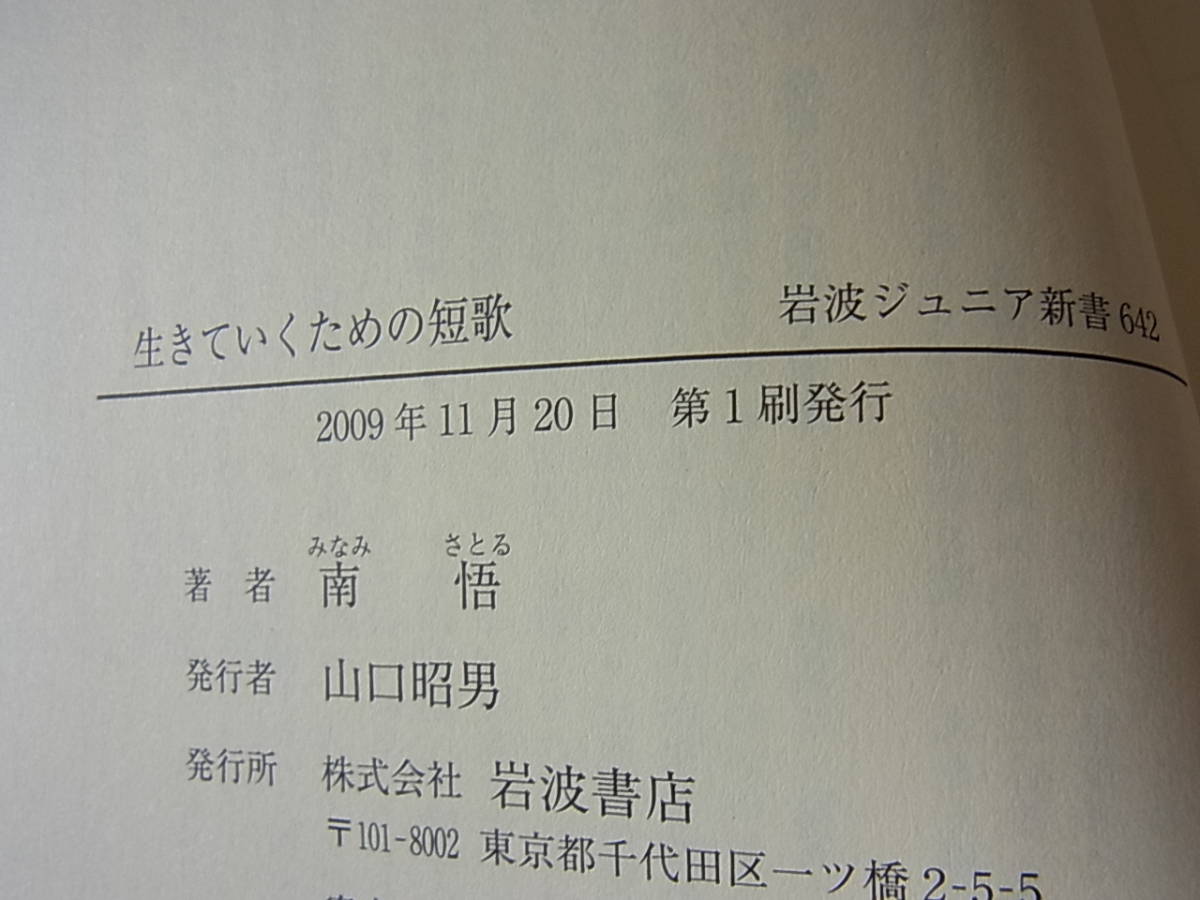 生きていくための短歌　岩波ジュニア新書 642
2009年11月20日　第1刷発行
みなみ　さとる
著者　南　悟
発行者　山口昭男
発行所　株式会社 岩波書店
〒101-8002 東京都千代田区一ツ橋 2-5-5